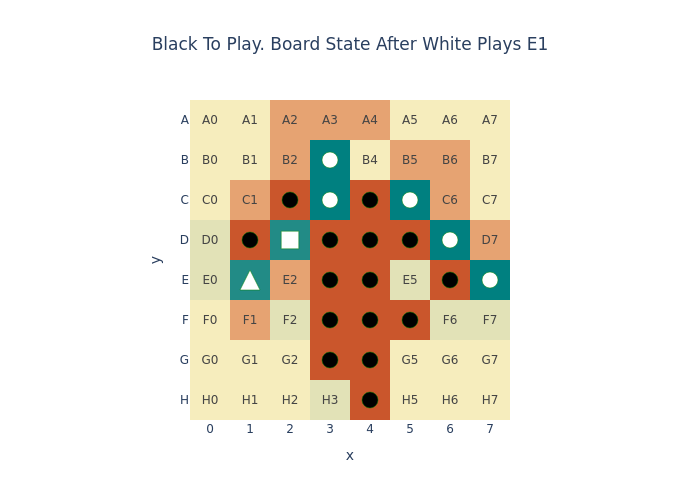 Black To Play. Board State After White Plays E1
A A0 A1 A2 A3 A4 A5 A6 A7
B B0 B1 B2 B4 B5 B6 B7
C C0 C1 C6 C7
D D0 D7
y
E E0 E2 E5
F F0 F1 F2 F6 F7
G G0 G1 G2 G5 G6 G7
H H0 H1 H2 H3 H5 H6 H7
0 1 2 3 4 5 6 7
x